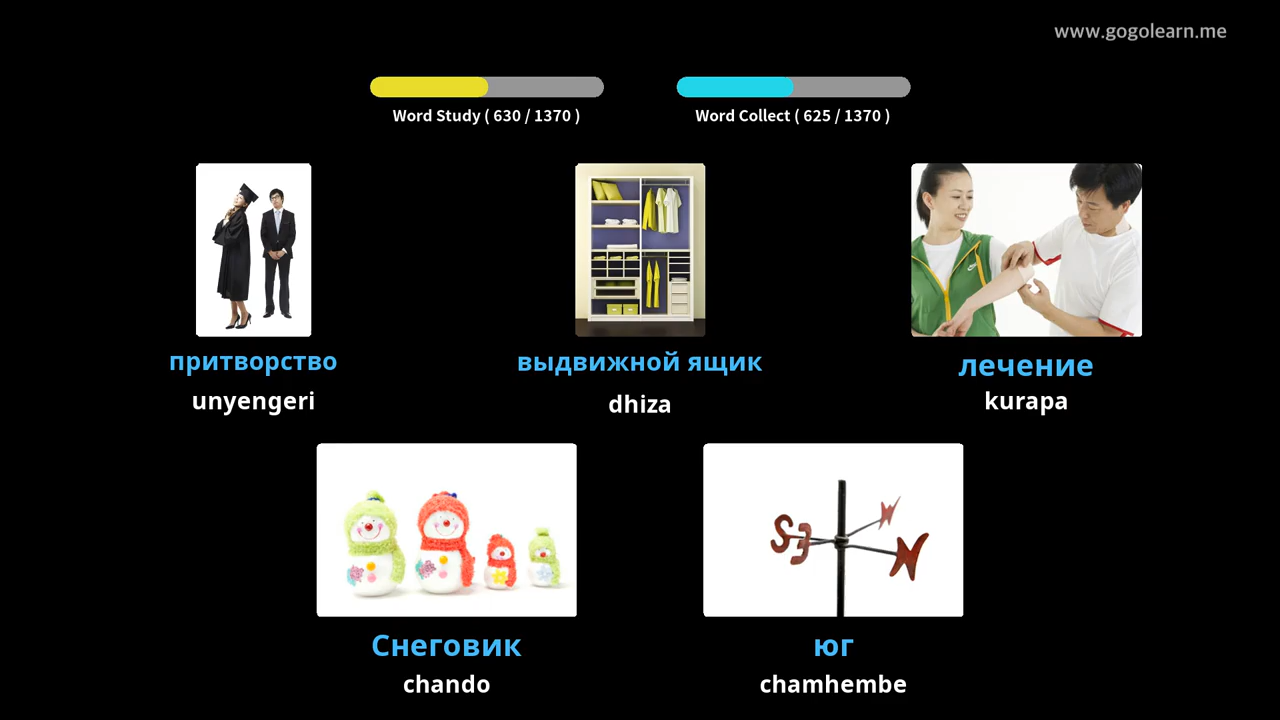 www.gogolearn.me
Word Study ( 630 / 1370 )
Word Collect ( 625 / 1370 )
притворство
unyengeri
выдвижной ящик
dhiza
лечение
kurapa
Снеговик
chando
юг
chamhembe